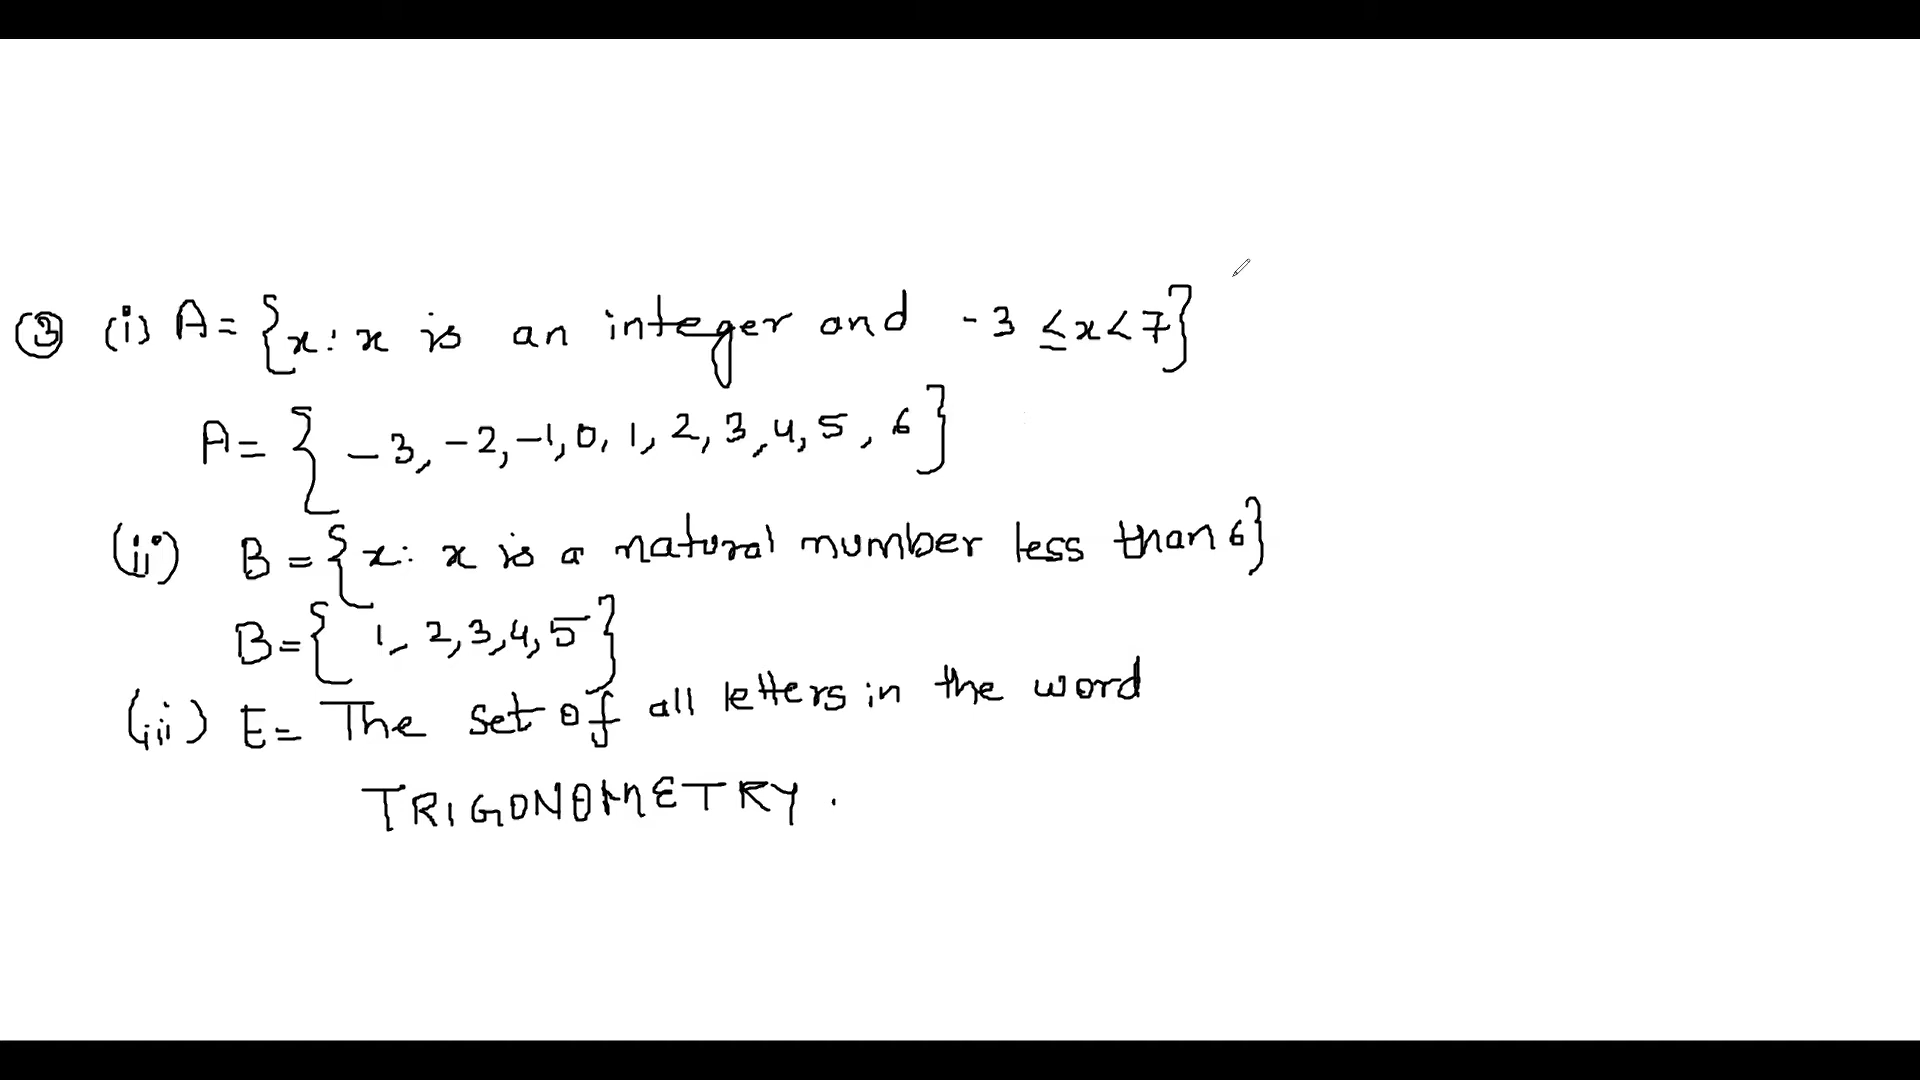 ③ (i) A = {x : x is an integer and -3 ≤ x < 7}
A = { -3, -2, -1, 0, 1, 2, 3, 4, 5, 6 }
(ii) B = {x : x is a natural number less than 6}
B = { 1, 2, 3, 4, 5 }
(iii) E = The set of all letters in the word
TRIGONOMETRY .